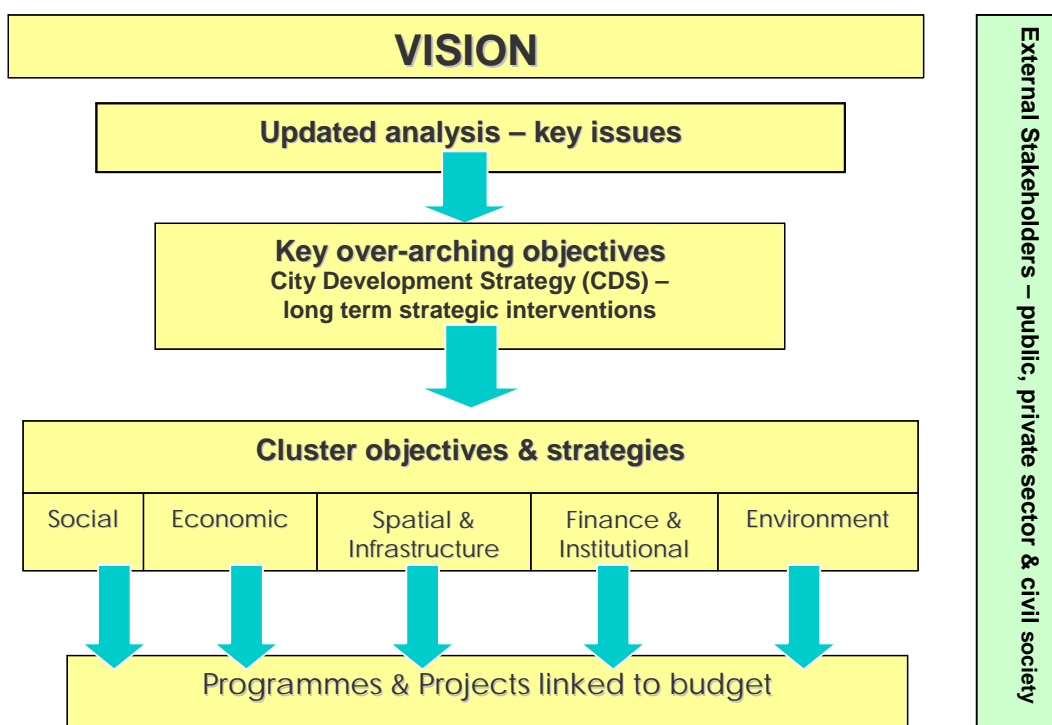 VISION
Updated analysis – key issues
Key over-arching objectives
City Development Strategy (CDS) –
long term strategic interventions
Cluster objectives & strategies
Social
Economic
Spatial &
Infrastructure
Finance &
Institutional
Environment
Programmes & Projects linked to budget
External Stakeholders – public, private sector & civil society